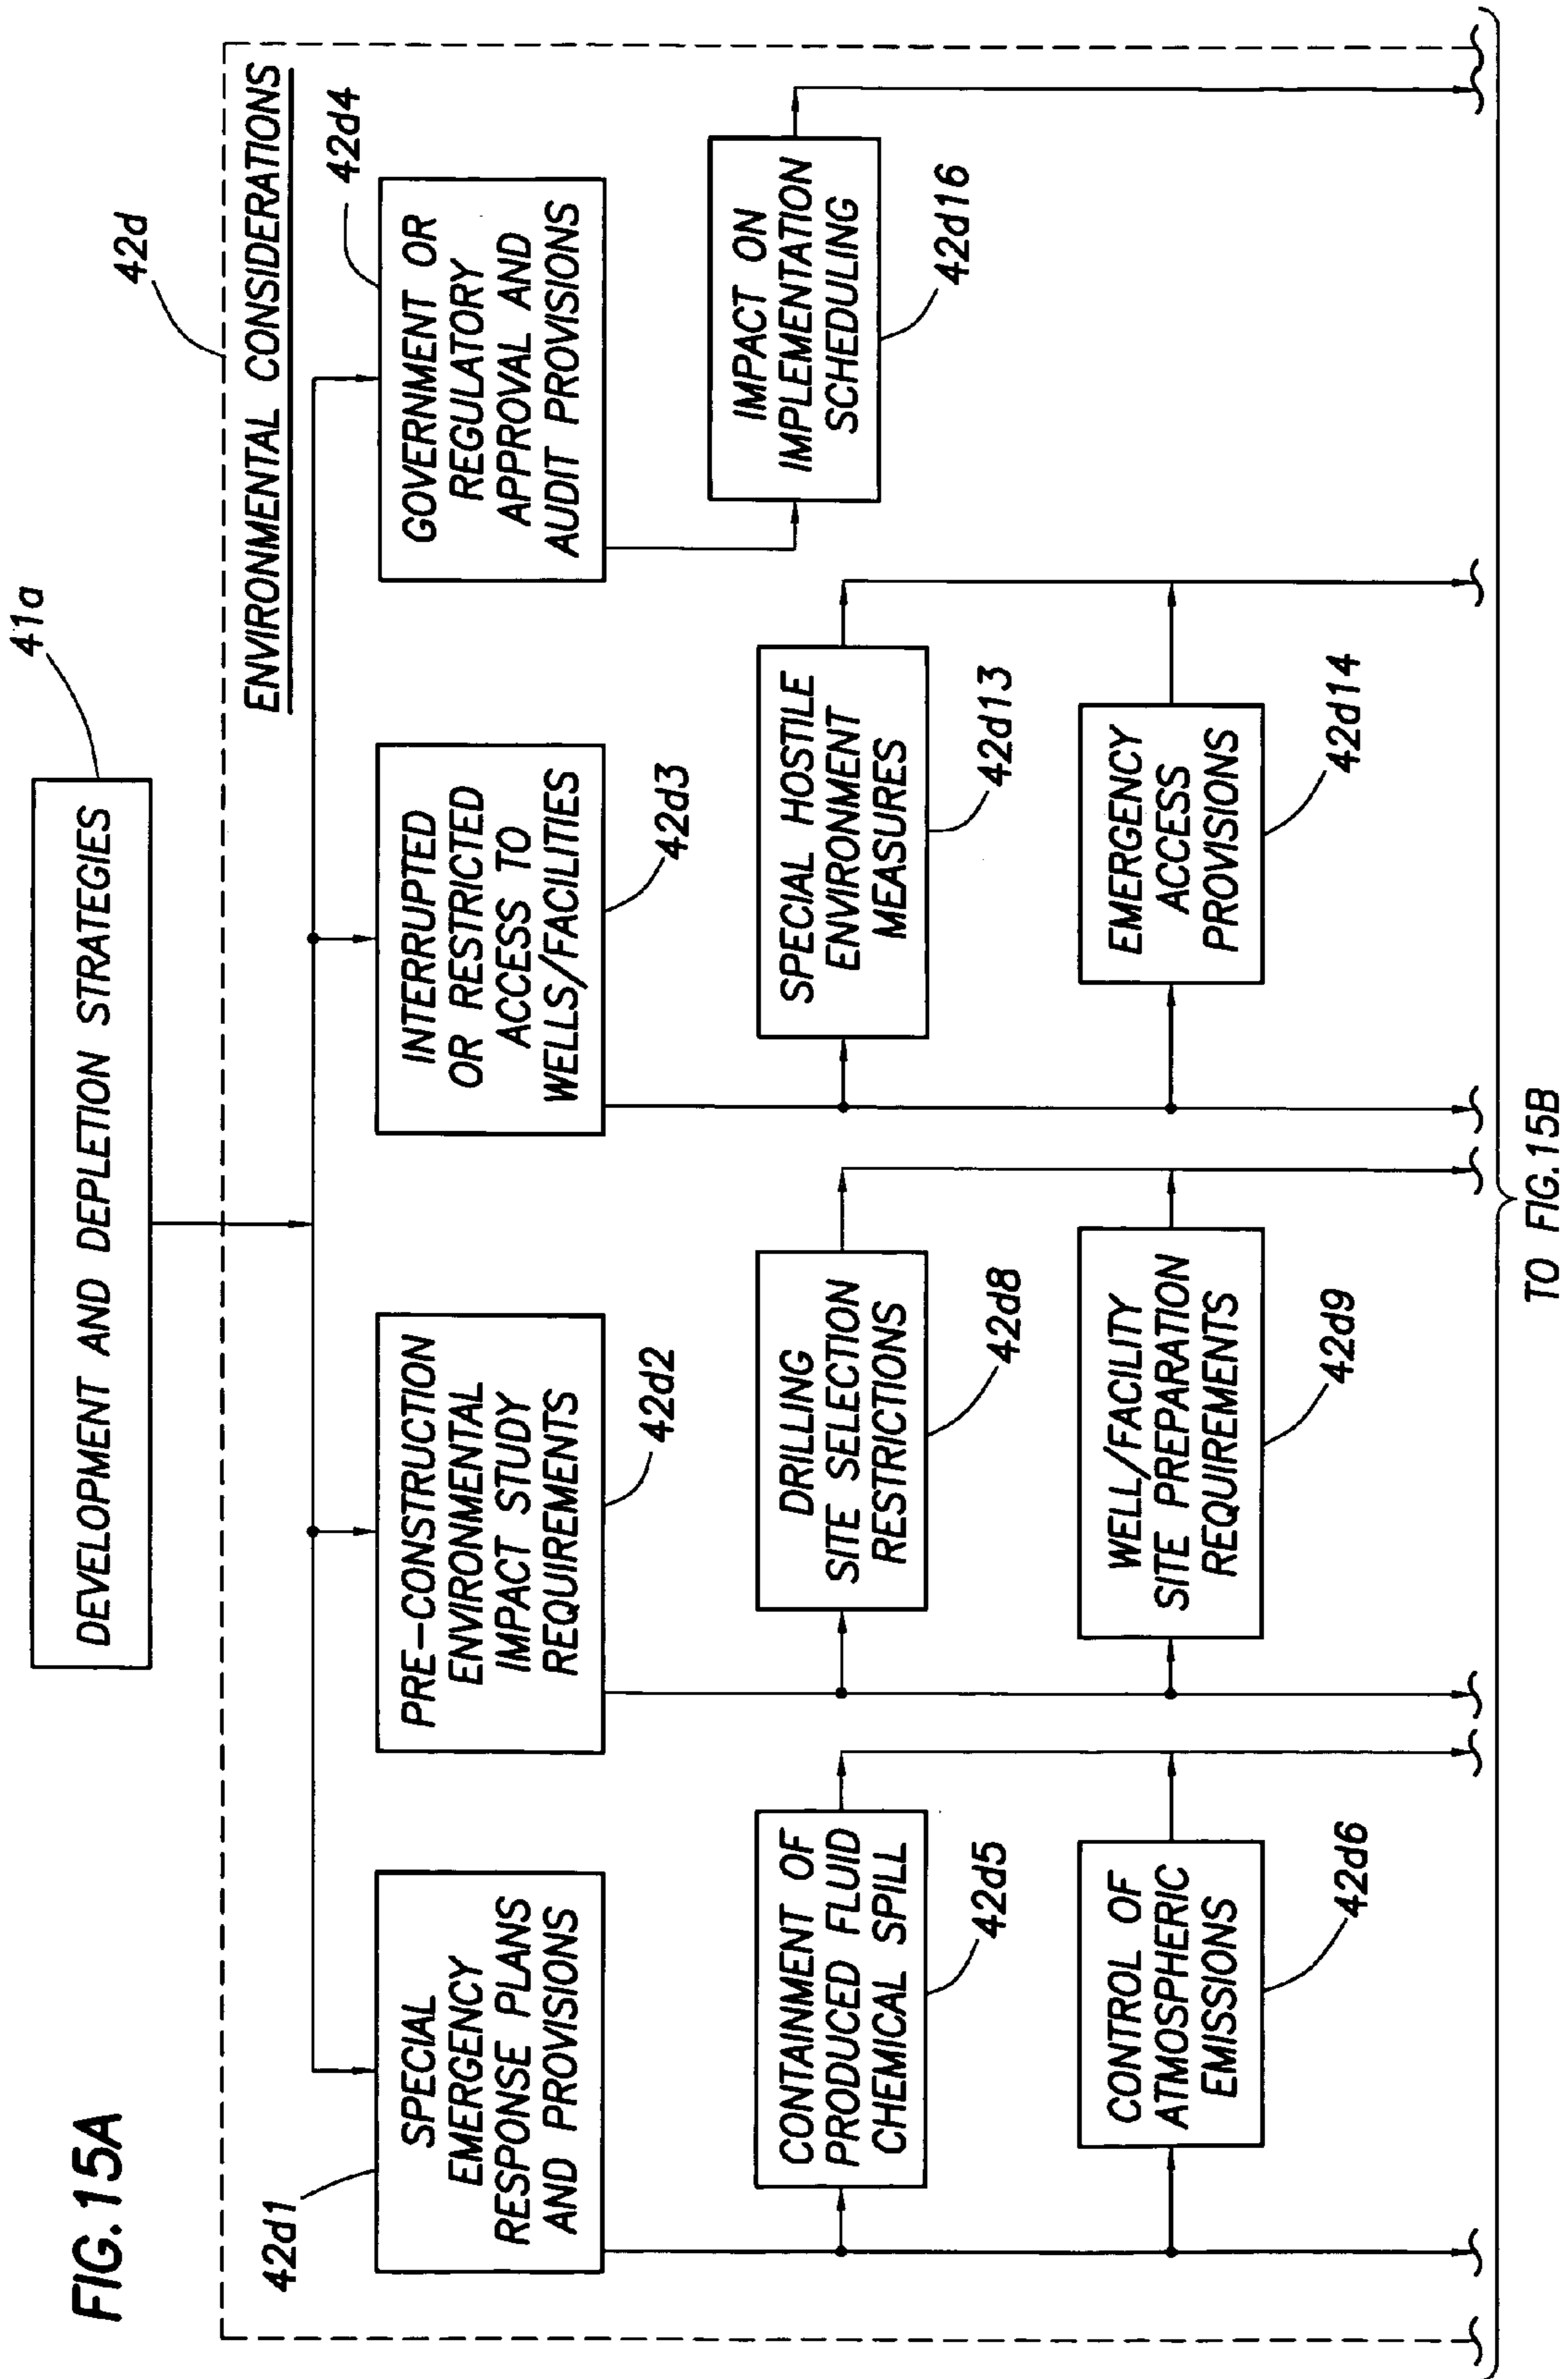 FIG.15A
41a
DEVELOPMENT AND DEPLETION STRATEGIES
42d
ENVIRONMENTAL CONSIDERATIONS
42d1
SPECIAL
EMERGENCY
RESPONSE PLANS
AND PROVISIONS
PRE-CONSTRUCTION
ENVIRONMENTAL
IMPACT STUDY
REQUIREMENTS
42d2
INTERRUPTED
OR RESTRICTED
ACCESS TO
WELLS/FACILITIES
42d3
GOVERNMENT OR
REGULATORY
APPROVAL AND
AUDIT PROVISIONS
42d4
CONTAINMENT OF
PRODUCED FLUID
CHEMICAL SPILL
42d5
DRILLING
SITE SELECTION
RESTRICTIONS
42d8
SPECIAL HOSTILE
ENVIRONMENT
MEASURES
42d13
IMPACT ON
IMPLEMENTATION
SCHEDULING
42d16
CONTROL OF
ATMOSPHERIC
EMISSIONS
42d6
WELL/FACILITY
SITE PREPARATION
REQUIREMENTS
42d9
EMERGENCY
ACCESS
PROVISIONS
42d14
TO FIG.15B